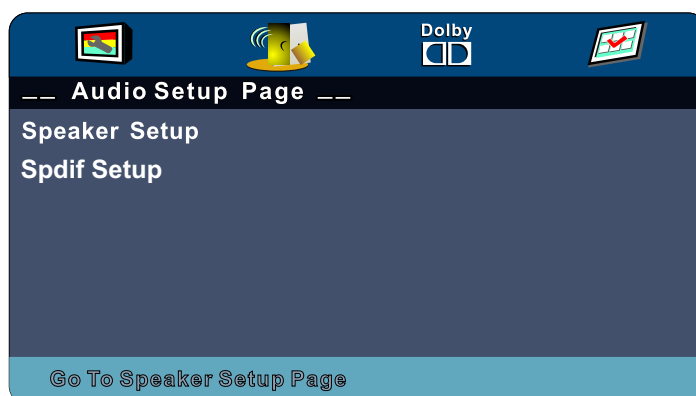 Dolby
__ Audio Setup Page __
Speaker Setup
Spdif Setup
Go To Speaker Setup Page